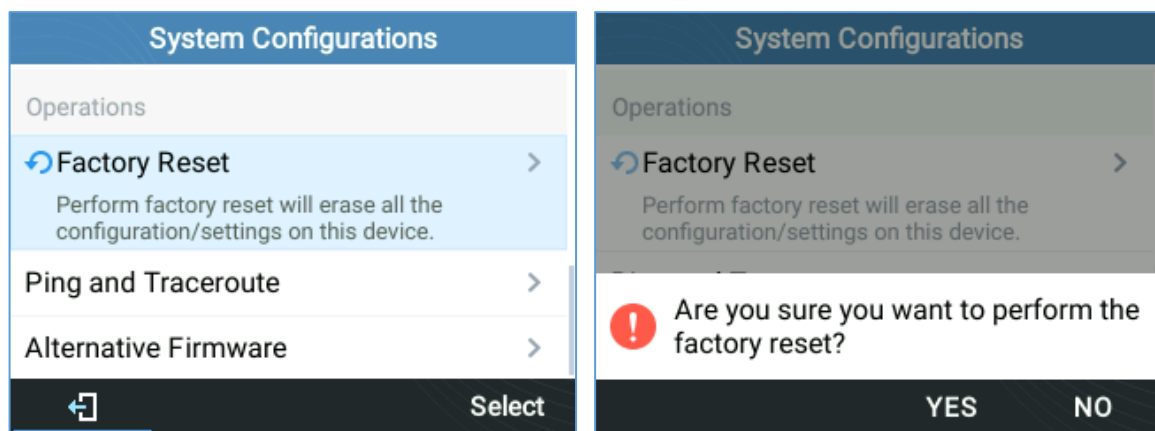 System Configurations
Operations
Factory Reset
Perform factory reset will erase all the
configuration/settings on this device.
Ping and Traceroute
Alternative Firmware
Select
System Configurations
Operations
Factory Reset
Perform factory reset will erase all the
configuration/settings on this device.
Are you sure you want to perform the
factory reset?
YES NO